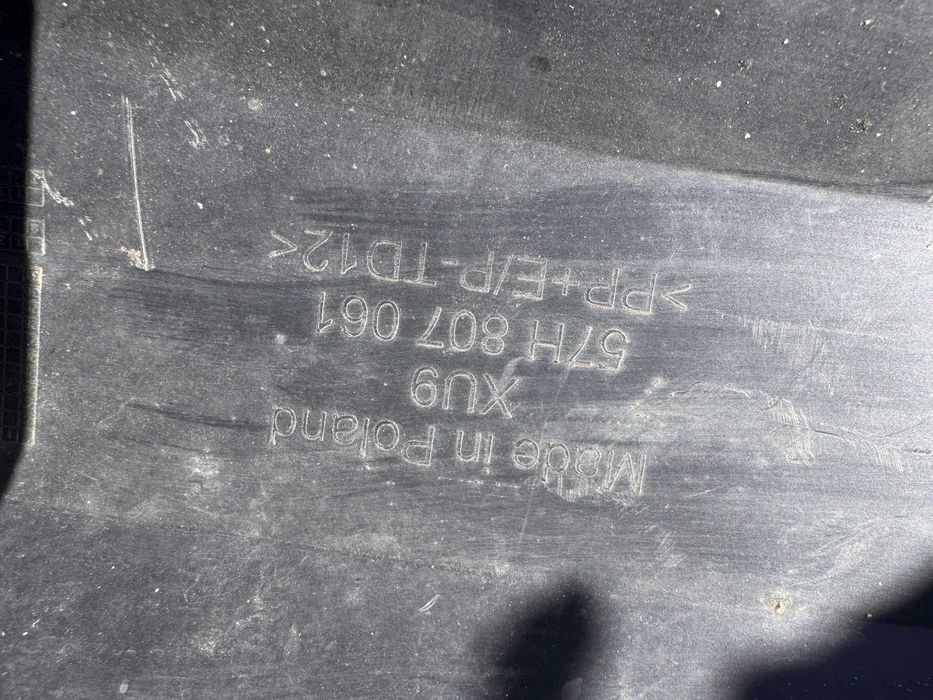 >PP+E/P-TD12<
57H 807 061
XU9
Made in Poland